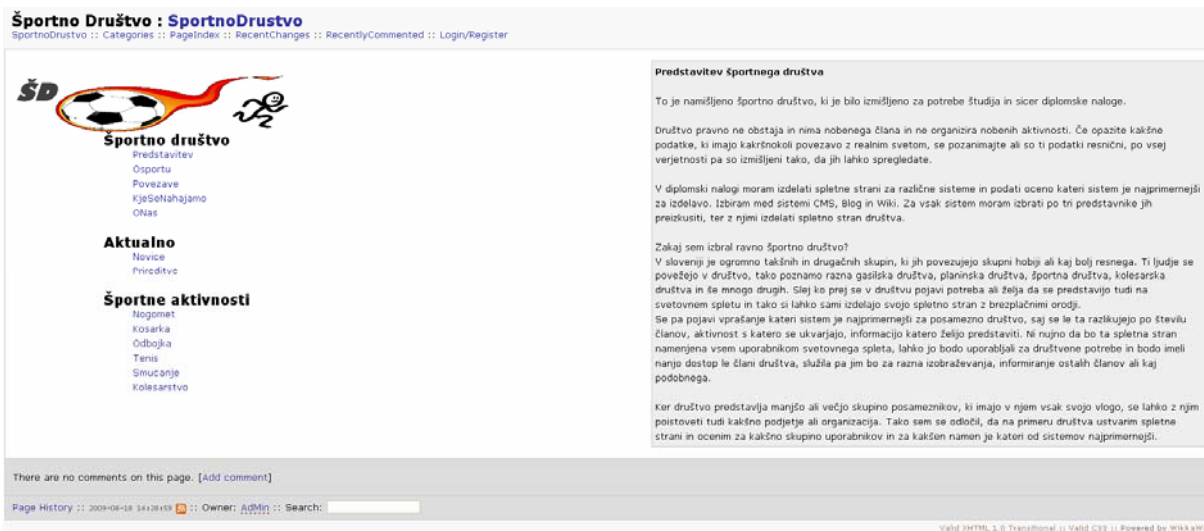 Športno Društvo : SportnoDrustvo
SportnoDrustvo :: Categories :: PageIndex :: RecentChanges :: RecentlyCommented :: Login/Register
ŠD
Športno društvo
Predstavitev
Osportu
Povezave
KjeSeNahajamo
ONas
Aktualno
Novice
Prireditve
Športne aktivnosti
Nogomet
Kosarka
Odbojka
Tenis
Smucanje
Kolesarstvo
Predstavitev športnega društva
To je namišljeno športno društvo, ki je bilo izmišljeno za potrebe študija in sicer diplomske naloge.
Društvo pravno ne obstaja in nima nobenega člana in ne organizira nobenih aktivnosti. Če opazite kakšne
podatke, ki imajo kakršnokoli povezavo z realnim svetom, se pozanimajte ali so ti podatki resnični, po vsej
verjetnosti pa so izmišljeni tako, da jih lahko spregledate.
V diplomski nalogi moram izdelati spletne strani za različne sisteme in podati oceno kateri sistem je najprimernejši
za izdelavo. Izbiram med sistemi CMS, Blog in Wiki. Za vsak sistem moram izbrati po tri predstavnike jih
preizkusiti, ter z njimi izdelati spletno stran društva.
Zakaj sem izbral ravno športno društvo?
V sloveniji je ogromno takšnih in drugačnih skupin, ki jih povezujejo skupni hobiji ali kaj bolj resnega. Ti ljudje se
povežejo v društvo, tako poznamo razna gasilska društva, planinska društva, športna društva, kolesarska
društva in še mnogo drugih. Slej ko prej se v društvu pojavi potreba ali želja da se predstavijo tudi na
svetovnem spletu in tako si lahko sami izdelajo svojo spletno stran z brezplačnimi orodji.
Se pa pojavi vprašanje kateri sistem je najprimernejši za posamezno društvo, saj se le ta razlikujejo po številu
članov, aktivnost s katero se ukvarjajo, informacijo katero želijo predstaviti. Ni nujno da bo ta spletna stran
namenjena vsem uporabnikom svetovnega spleta, lahko jo bodo uporabljali za društvene potrebe in bodo imeli
nanjo dostop le člani društva, služila pa jim bo za razna izobraževanja, informiranje ostalih članov ali kaj
podobnega.
Ker društvo predstavlja manjšo ali večjo skupino posameznikov, ki imajo v njem vsak svojo vlogo, se lahko z njim
poistoveti tudi kakšno podjetje ali organizacija. Tako sem se odločil, da na primeru društva ustvarim spletne
strani in ocenim za kakšno skupino uporabnikov in za kakšen namen je kateri od sistemov najprimernejši.
There are no comments on this page. [Add comment]
Page History :: 2009-08-18 14:28:59 :: Owner: AdMin :: Search:
Valid XHTML 1.0 Transitional :: Valid CSS :: Powered by WikkaW